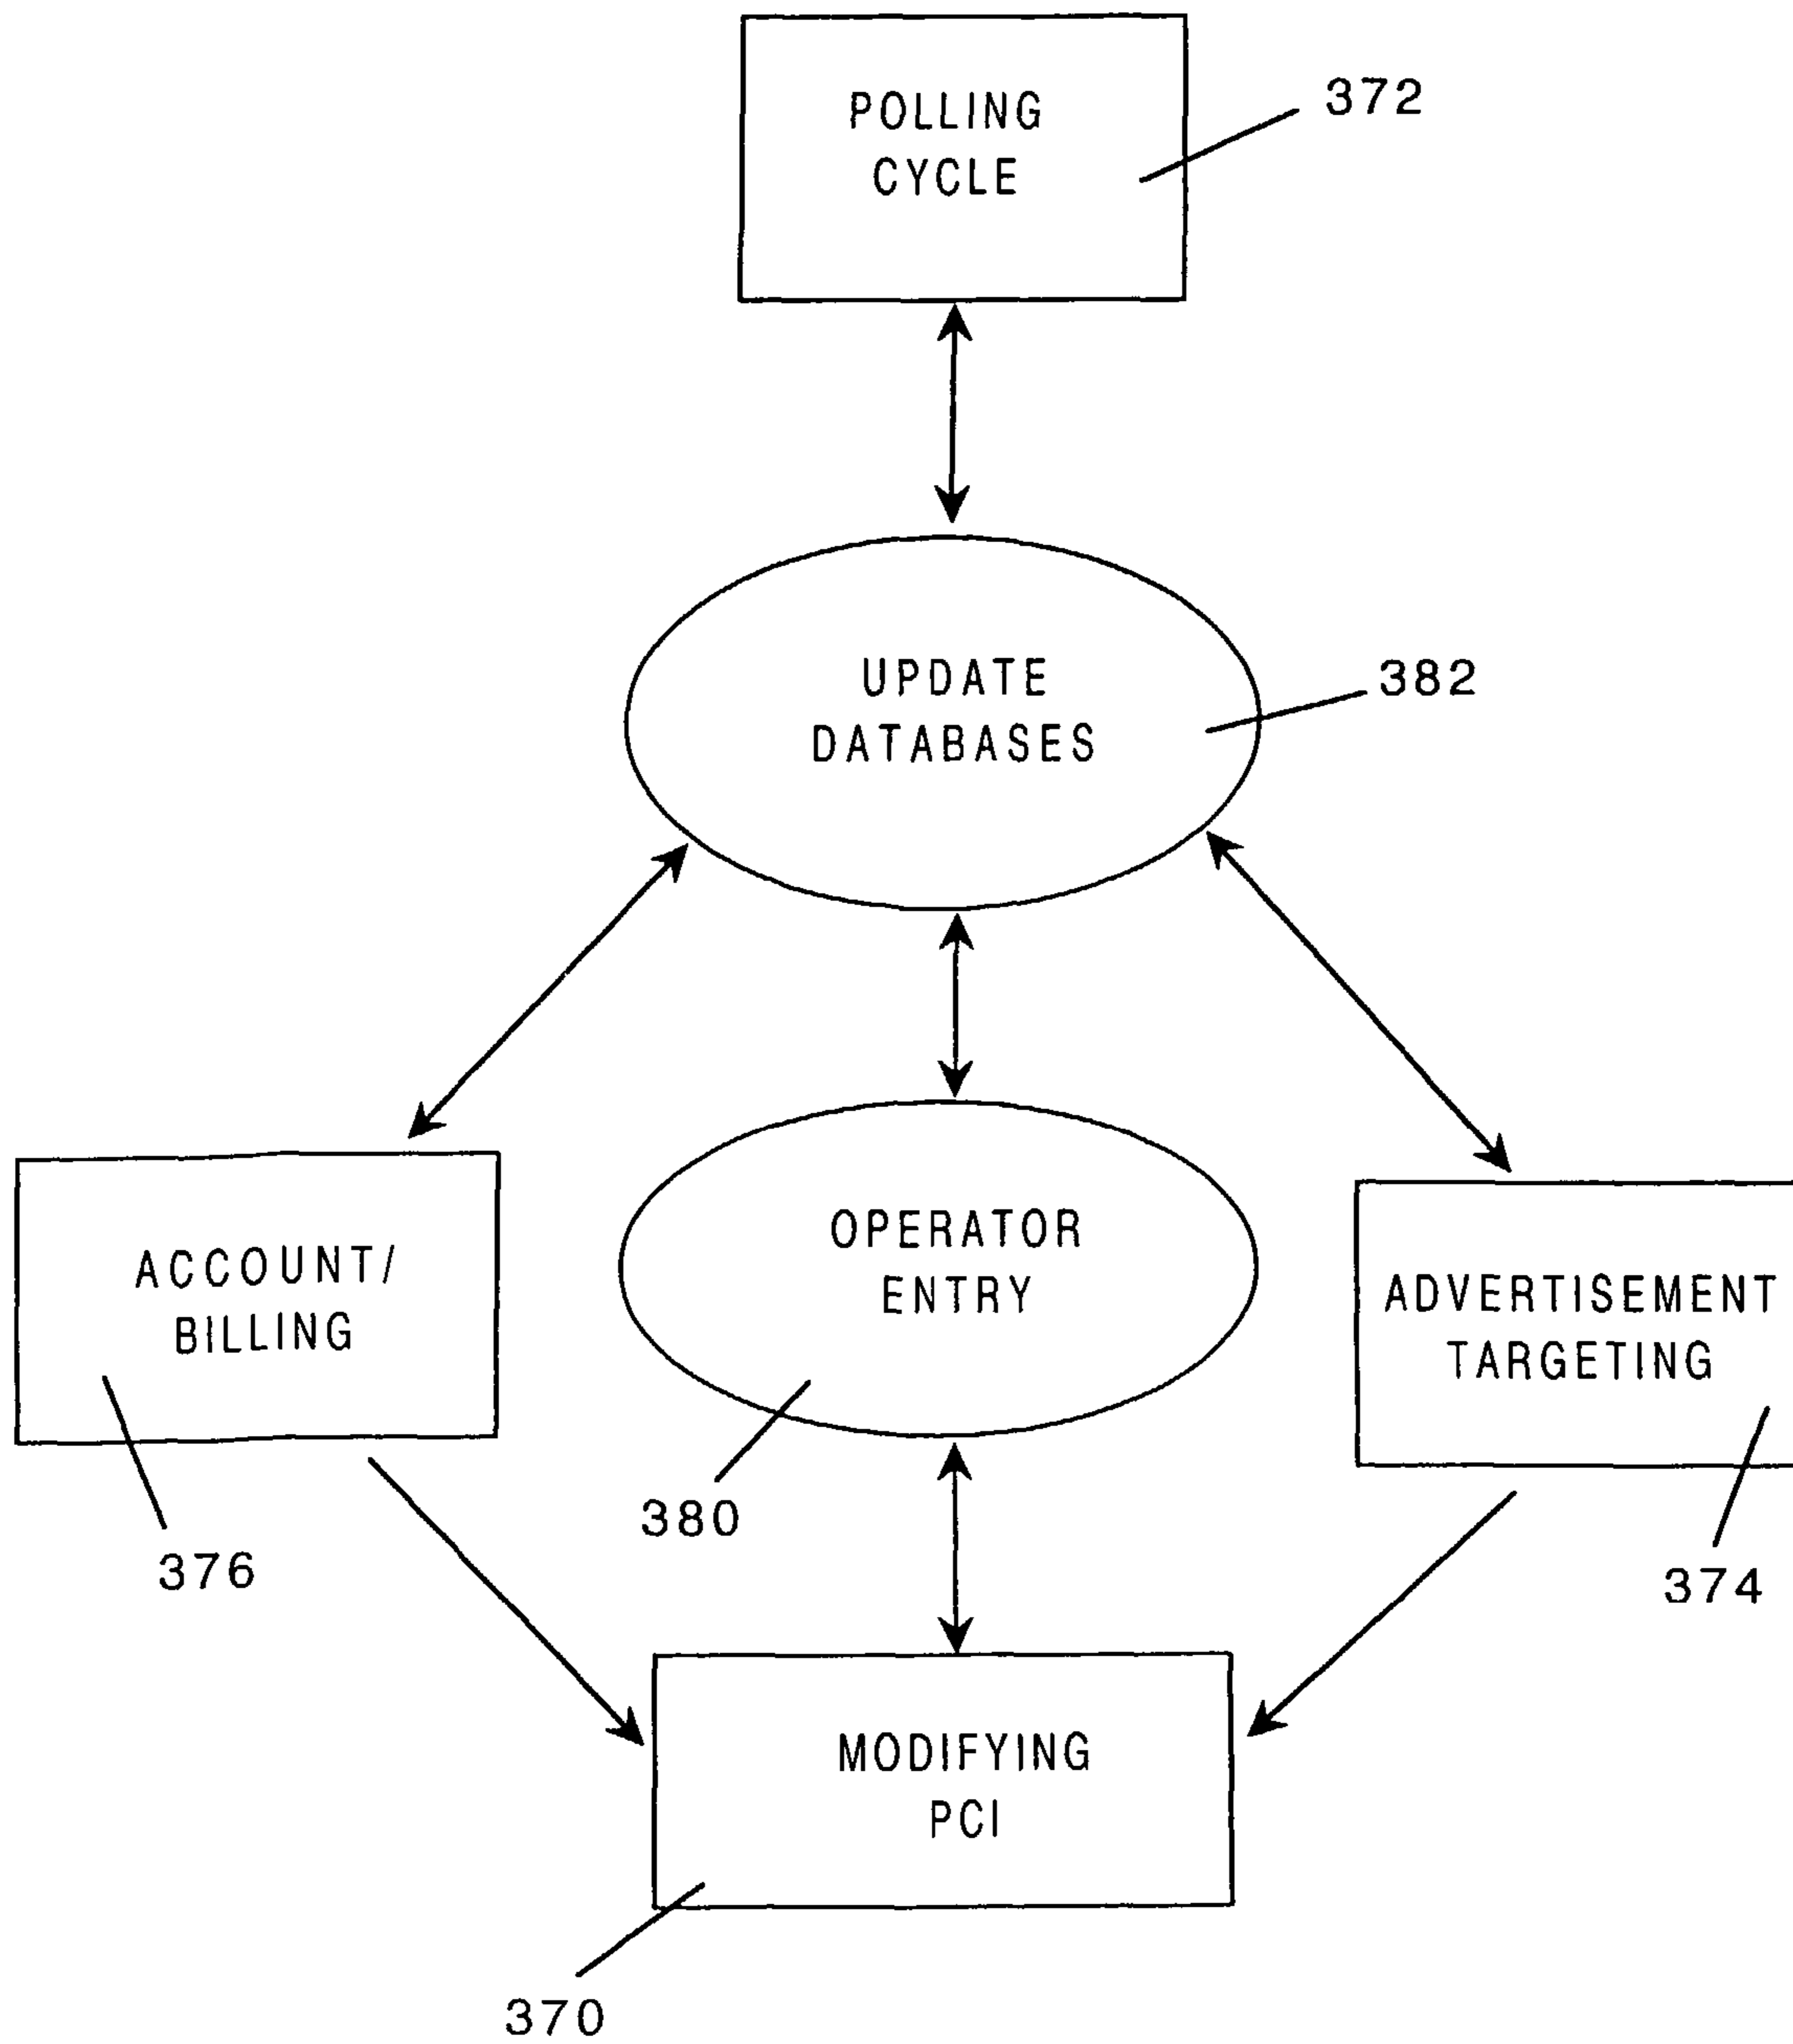 POLLING
CYCLE
372
UPDATE
DATABASES
382
ACCOUNT/
BILLING
376
OPERATOR
ENTRY
380
ADVERTISEMENT
TARGETING
374
MODIFYING
PCI
370